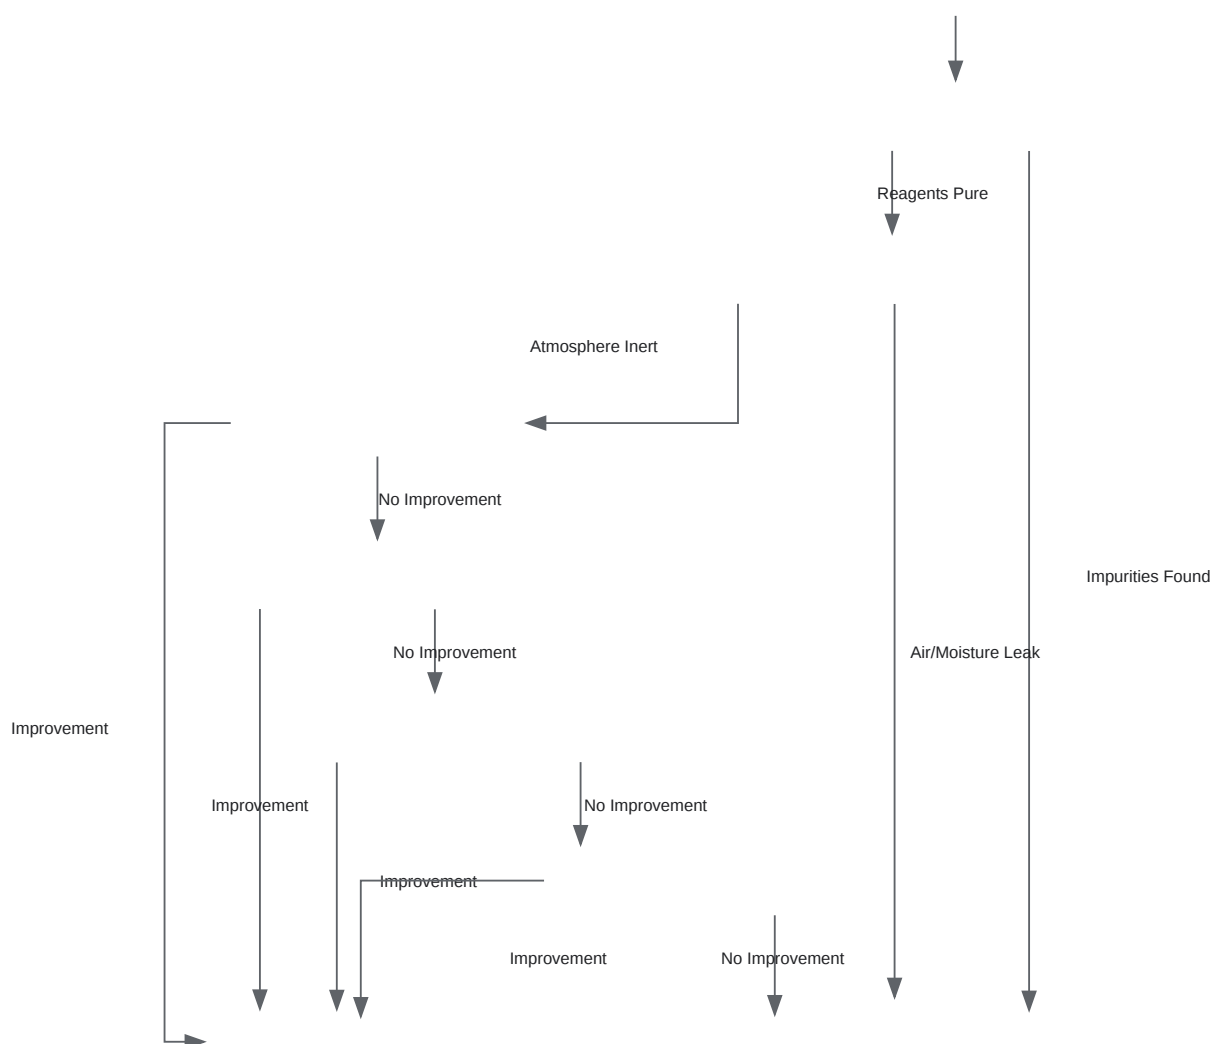 Reagents Pure
Atmosphere Inert
No Improvement
Impurities Found
No Improvement
Air/Moisture Leak
Improvement
Improvement
No Improvement
Improvement
Improvement
No Improvement